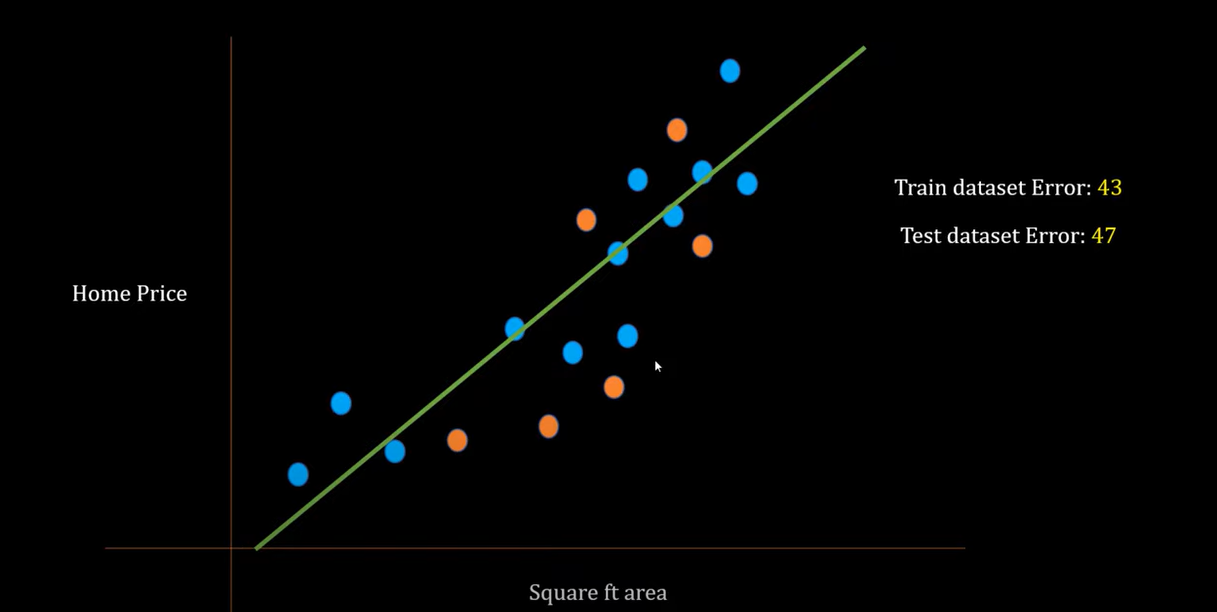 Train dataset Error: 43
Test dataset Error: 47
Home Price
Square ft area